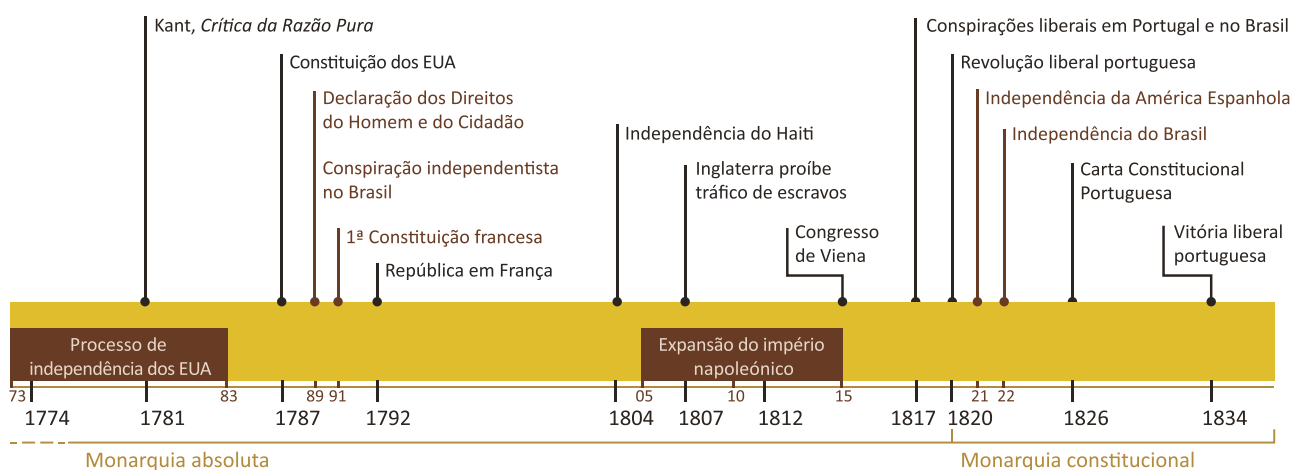 Kant, Crítica da Razão Pura
Constituição dos EUA
Declaração dos Direitos
do Homem e do Cidadão
Conspiração independentista
no Brasil
1ª Constituição francesa
República em França
Independência do Haiti
Inglaterra proíbe
tráfico de escravos
Congresso
de Viena
Conspirações liberais em Portugal e no Brasil
Revolução liberal portuguesa
Independência da América Espanhola
Independência do Brasil
Carta Constitucional
Portuguesa
Vitória liberal
portuguesa
Processo de
independência dos EUA
Expansão do império
napoleónico
73 83 89 91 05 10 15 21 22
1774 1781 1787 1792 1804 1807 1812 1817 1820 1826 1834
Monarquia absoluta
Monarquia constitucional